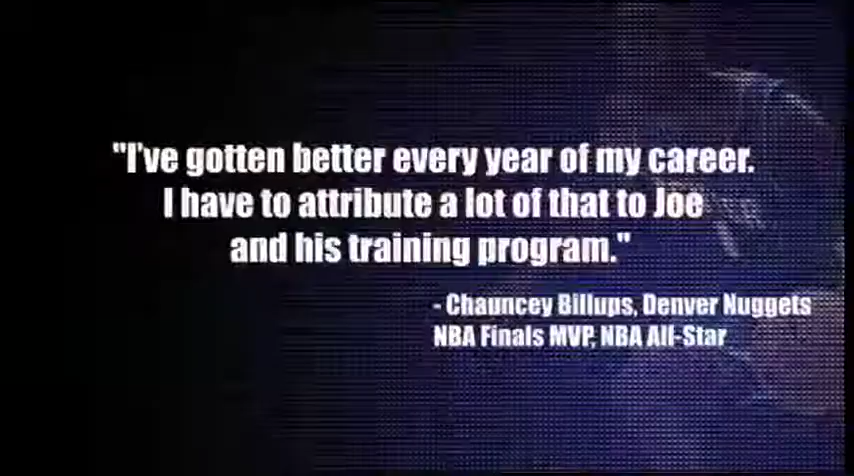 "I've gotten better every year of my career.
I have to attribute a lot of that to Joe
and his training program."
- Chauncey Billups, Denver Nuggets
NBA Finals MVP, NBA All-Star